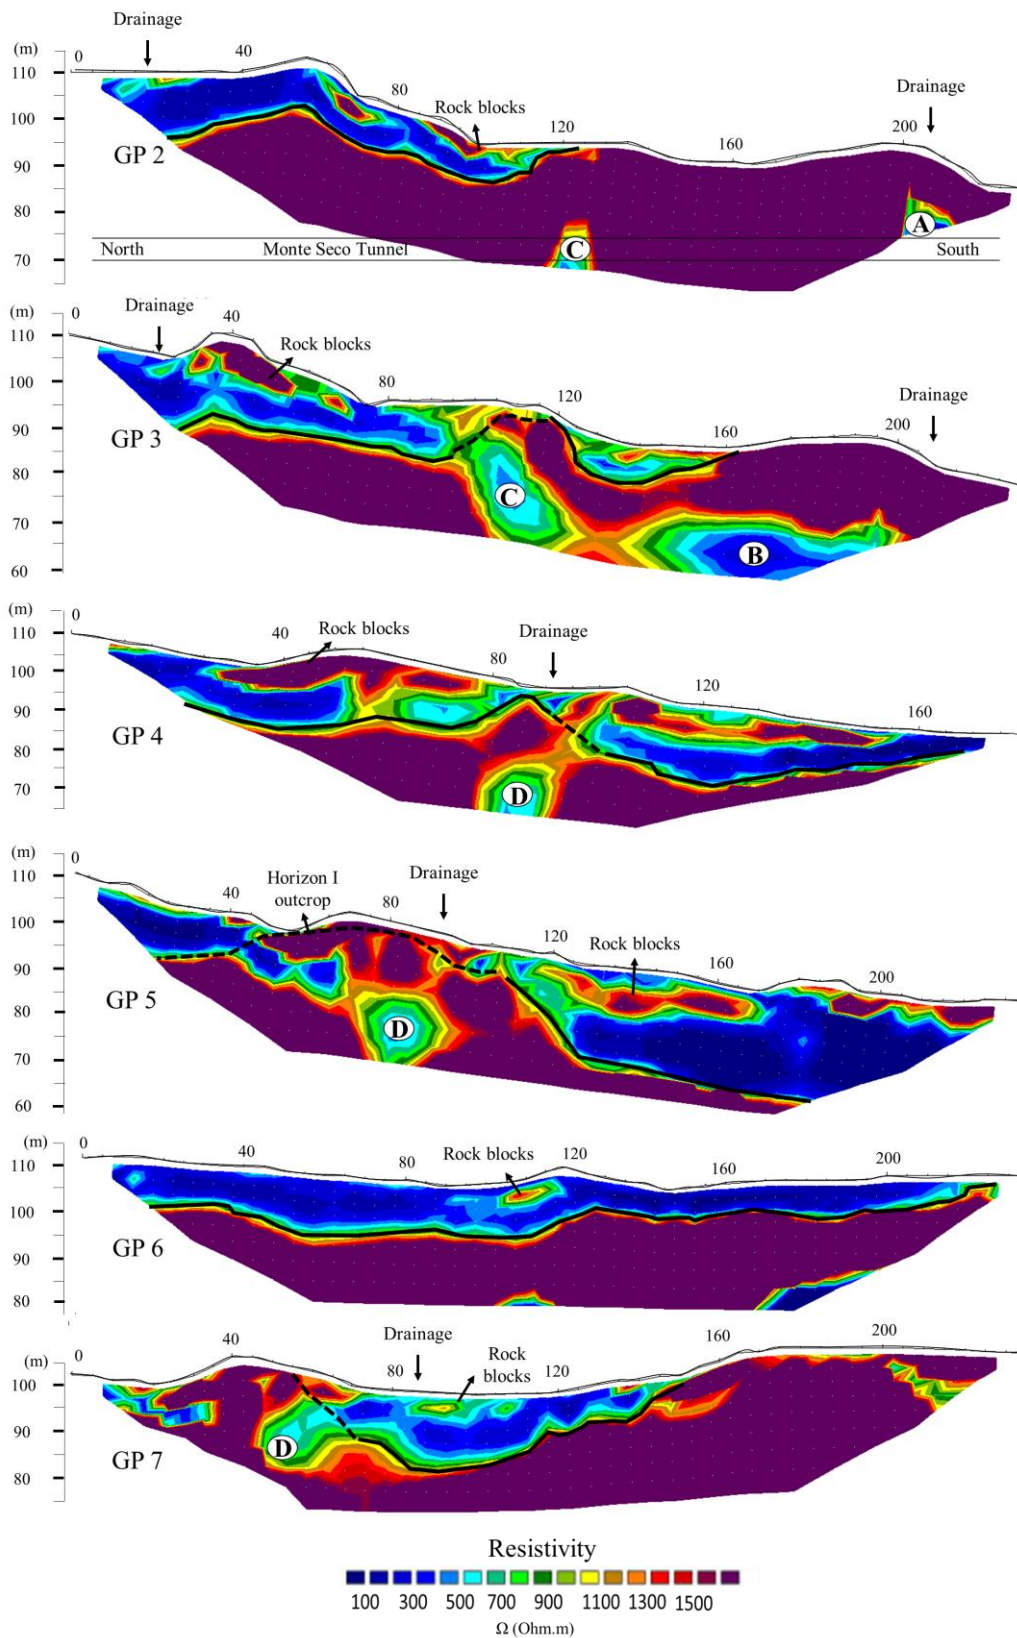 Drainage
(m)
0
40
Drainage
110
80
Rock blocks
100
120
200
160
90
GP 2
80
A
North
Monte Seco Tunnel
C
South
70
(m)
0
Drainage
40
110
Rock blocks
100
80
120
Drainage
90
GP 3
160
200
80
C
70
B
60
(m)
0
Rock blocks
Drainage
110
40
80
100
120
90
GP 4
160
80
D
70
(m)
0
Horizon I
outcrop
Drainage
110
40
80
100
120
Rock blocks
90
160
GP 5
200
80
D
70
60
(m)
0
40
80
Rock blocks
120
160
200
110
100
GP 6
90
80
(m)
0
40
Drainage
80
Rock
blocks
120
160
200
100
90
D
GP 7
80
Resistivity
100 300 500 700 900 1100 1300 1500
Ω (Ohm.m)